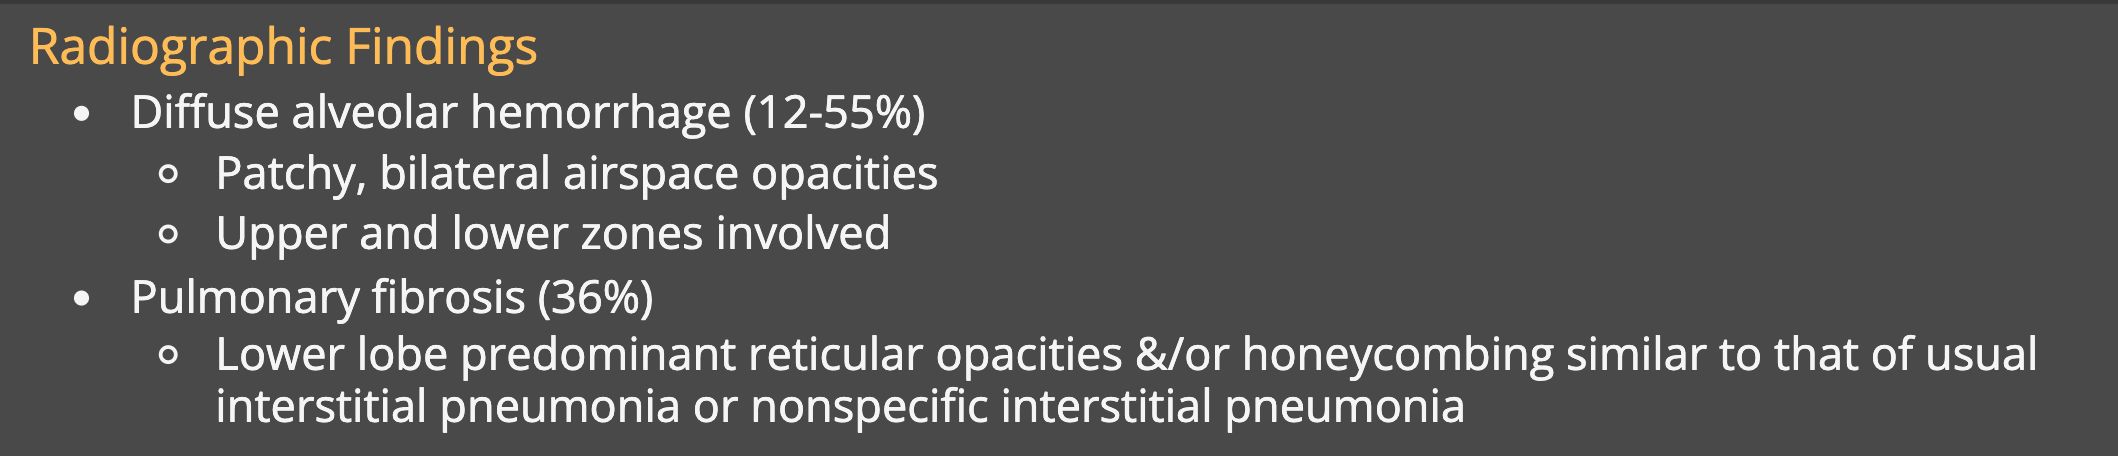 Radiographic Findings
• Diffuse alveolar hemorrhage (12-55%)
◦ Patchy, bilateral airspace opacities
◦ Upper and lower zones involved
• Pulmonary fibrosis (36%)
◦ Lower lobe predominant reticular opacities &/or honeycombing similar to that of usual
interstitial pneumonia or nonspecific interstitial pneumonia